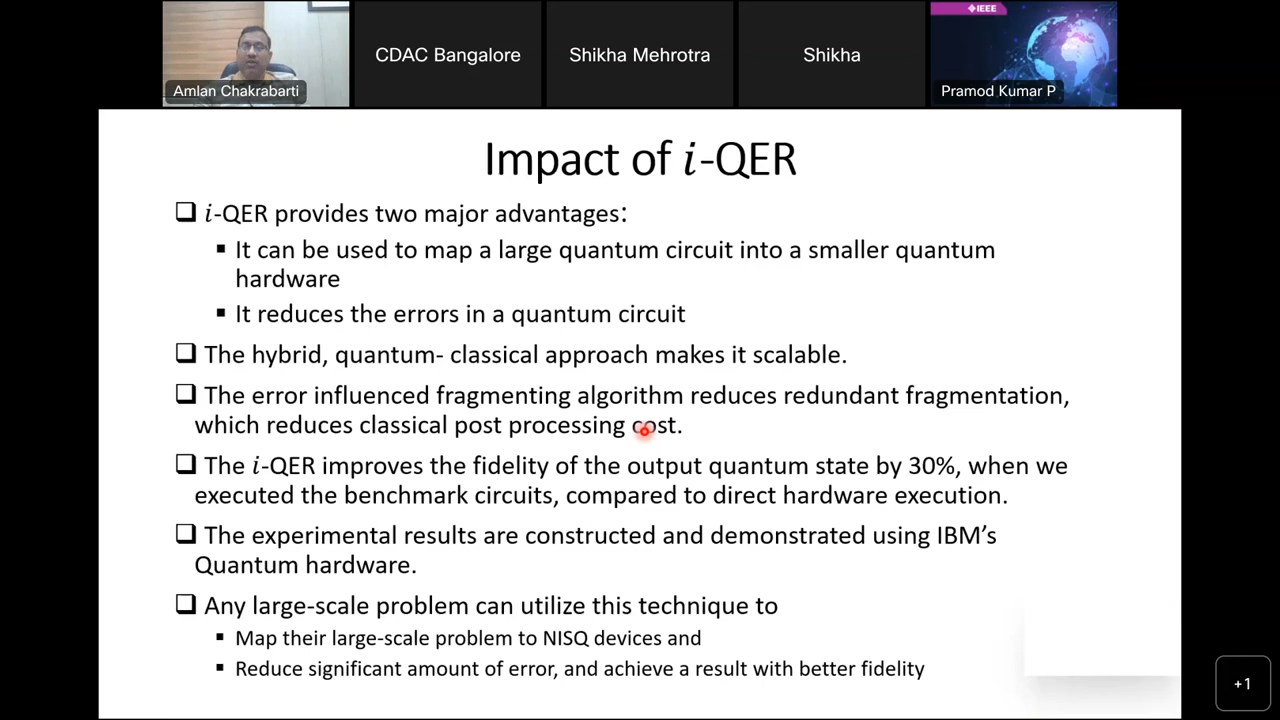 IEEE
Amlan Chakrabarti
CDAC Bangalore
Shikha Mehrotra
Shikha
Pramod Kumar P
Impact of i-QER
i-QER provides two major advantages:
It can be used to map a large quantum circuit into a smaller quantum
hardware
It reduces the errors in a quantum circuit
The hybrid, quantum- classical approach makes it scalable.
The error influenced fragmenting algorithm reduces redundant fragmentation,
which reduces classical post processing cost.
The i-QER improves the fidelity of the output quantum state by 30%, when we
executed the benchmark circuits, compared to direct hardware execution.
The experimental results are constructed and demonstrated using IBM’s
Quantum hardware.
Any large-scale problem can utilize this technique to
Map their large-scale problem to NISQ devices and
Reduce significant amount of error, and achieve a result with better fidelity
+1